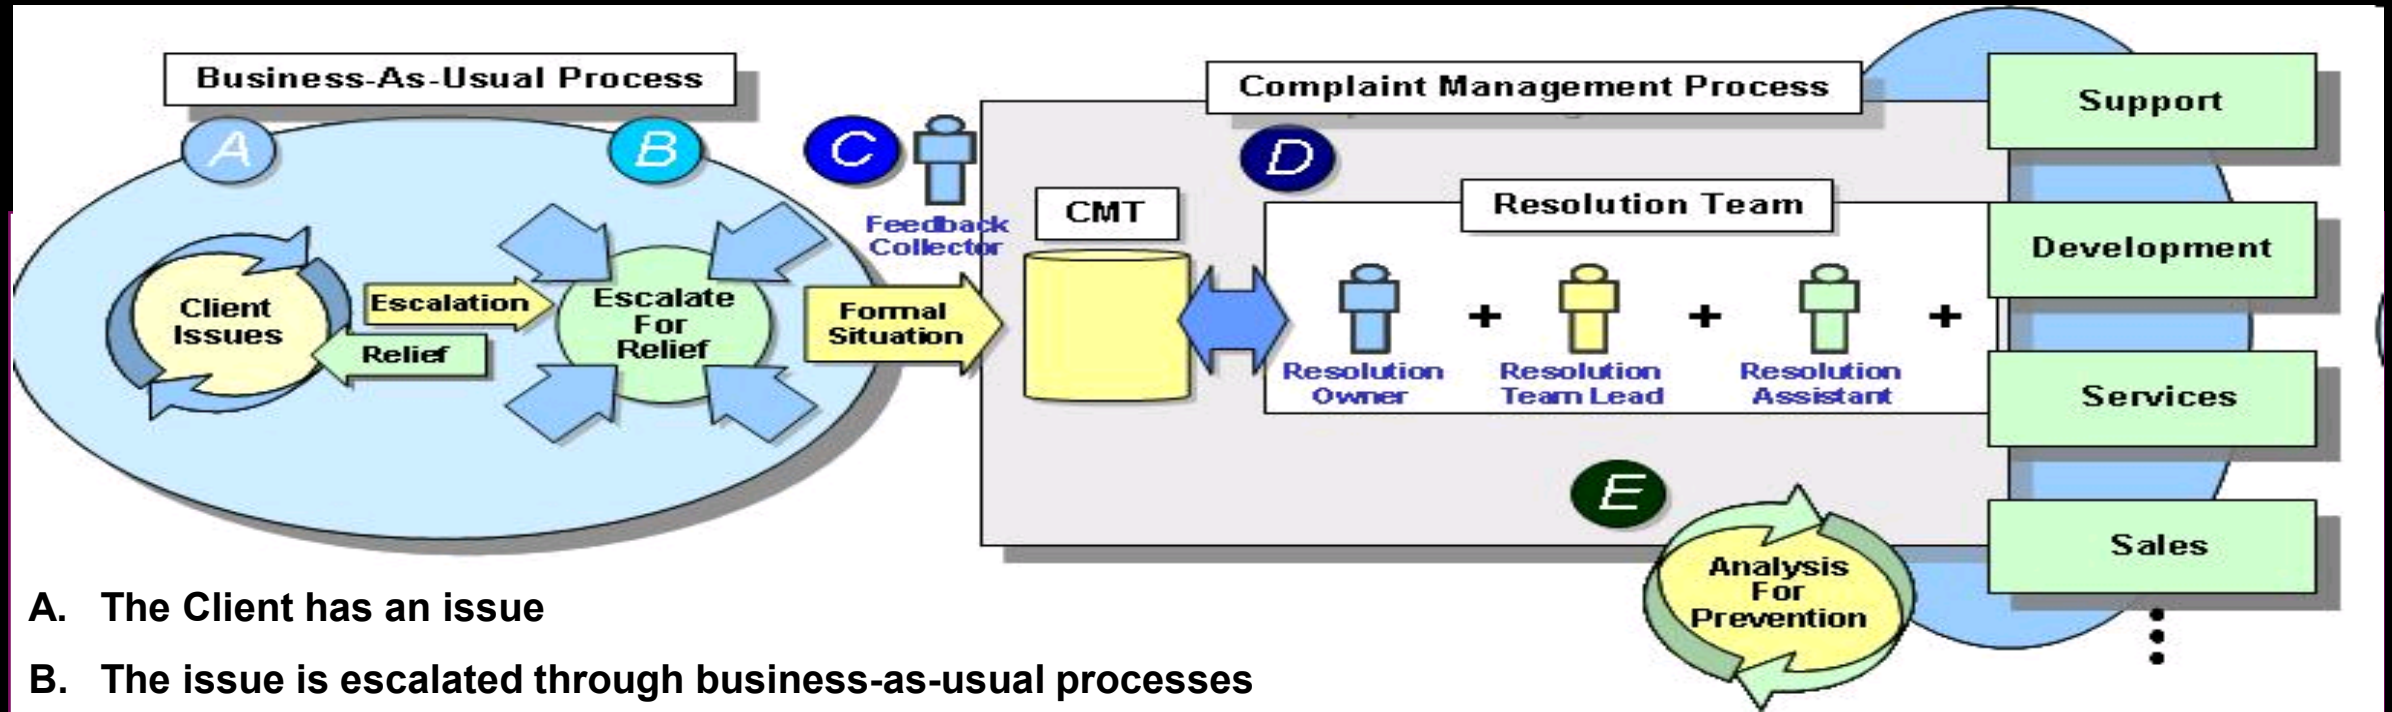 Business-As-Usual Process
A
B
Client
Issues
Escalation
Relief
Escalate
For
Relief
C
Feedback
Collector
Formal
Situation
Complaint Management Process
D
CMT
Resolution Team
Resolution
Owner
+
Resolution
Team Lead
+
Resolution
Assistant
+
E
Analysis
For
Prevention
Support
Development
Services
Sales
A. The Client has an issue
B. The issue is escalated through business-as-usual processes